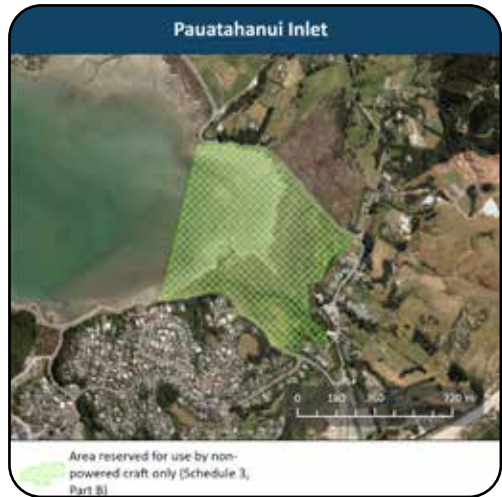 Pauatahanui Inlet
0 180 360 720 m
Area reserved for use by non-
powered craft only (Schedule 3,
Part B)